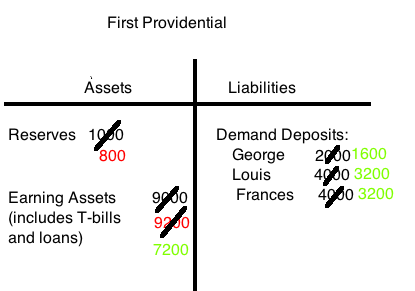 First Providential
Assets Liabilities
Reserves 1000
800
Demand Deposits:
George 2000 1600
Louis 4000 3200
Frances 4000 3200
Earning Assets 9000
(includes T-bills 9200
and loans) 7200